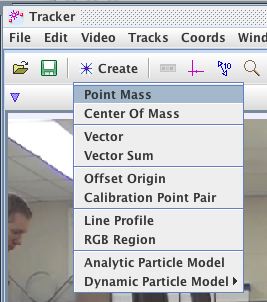 Tracker
File Edit Video Tracks Coords
Create
Point Mass
Center Of Mass
Vector
Vector Sum
Offset Origin
Calibration Point Pair
Line Profile
RGB Region
Analytic Particle Model
Dynamic Particle Model